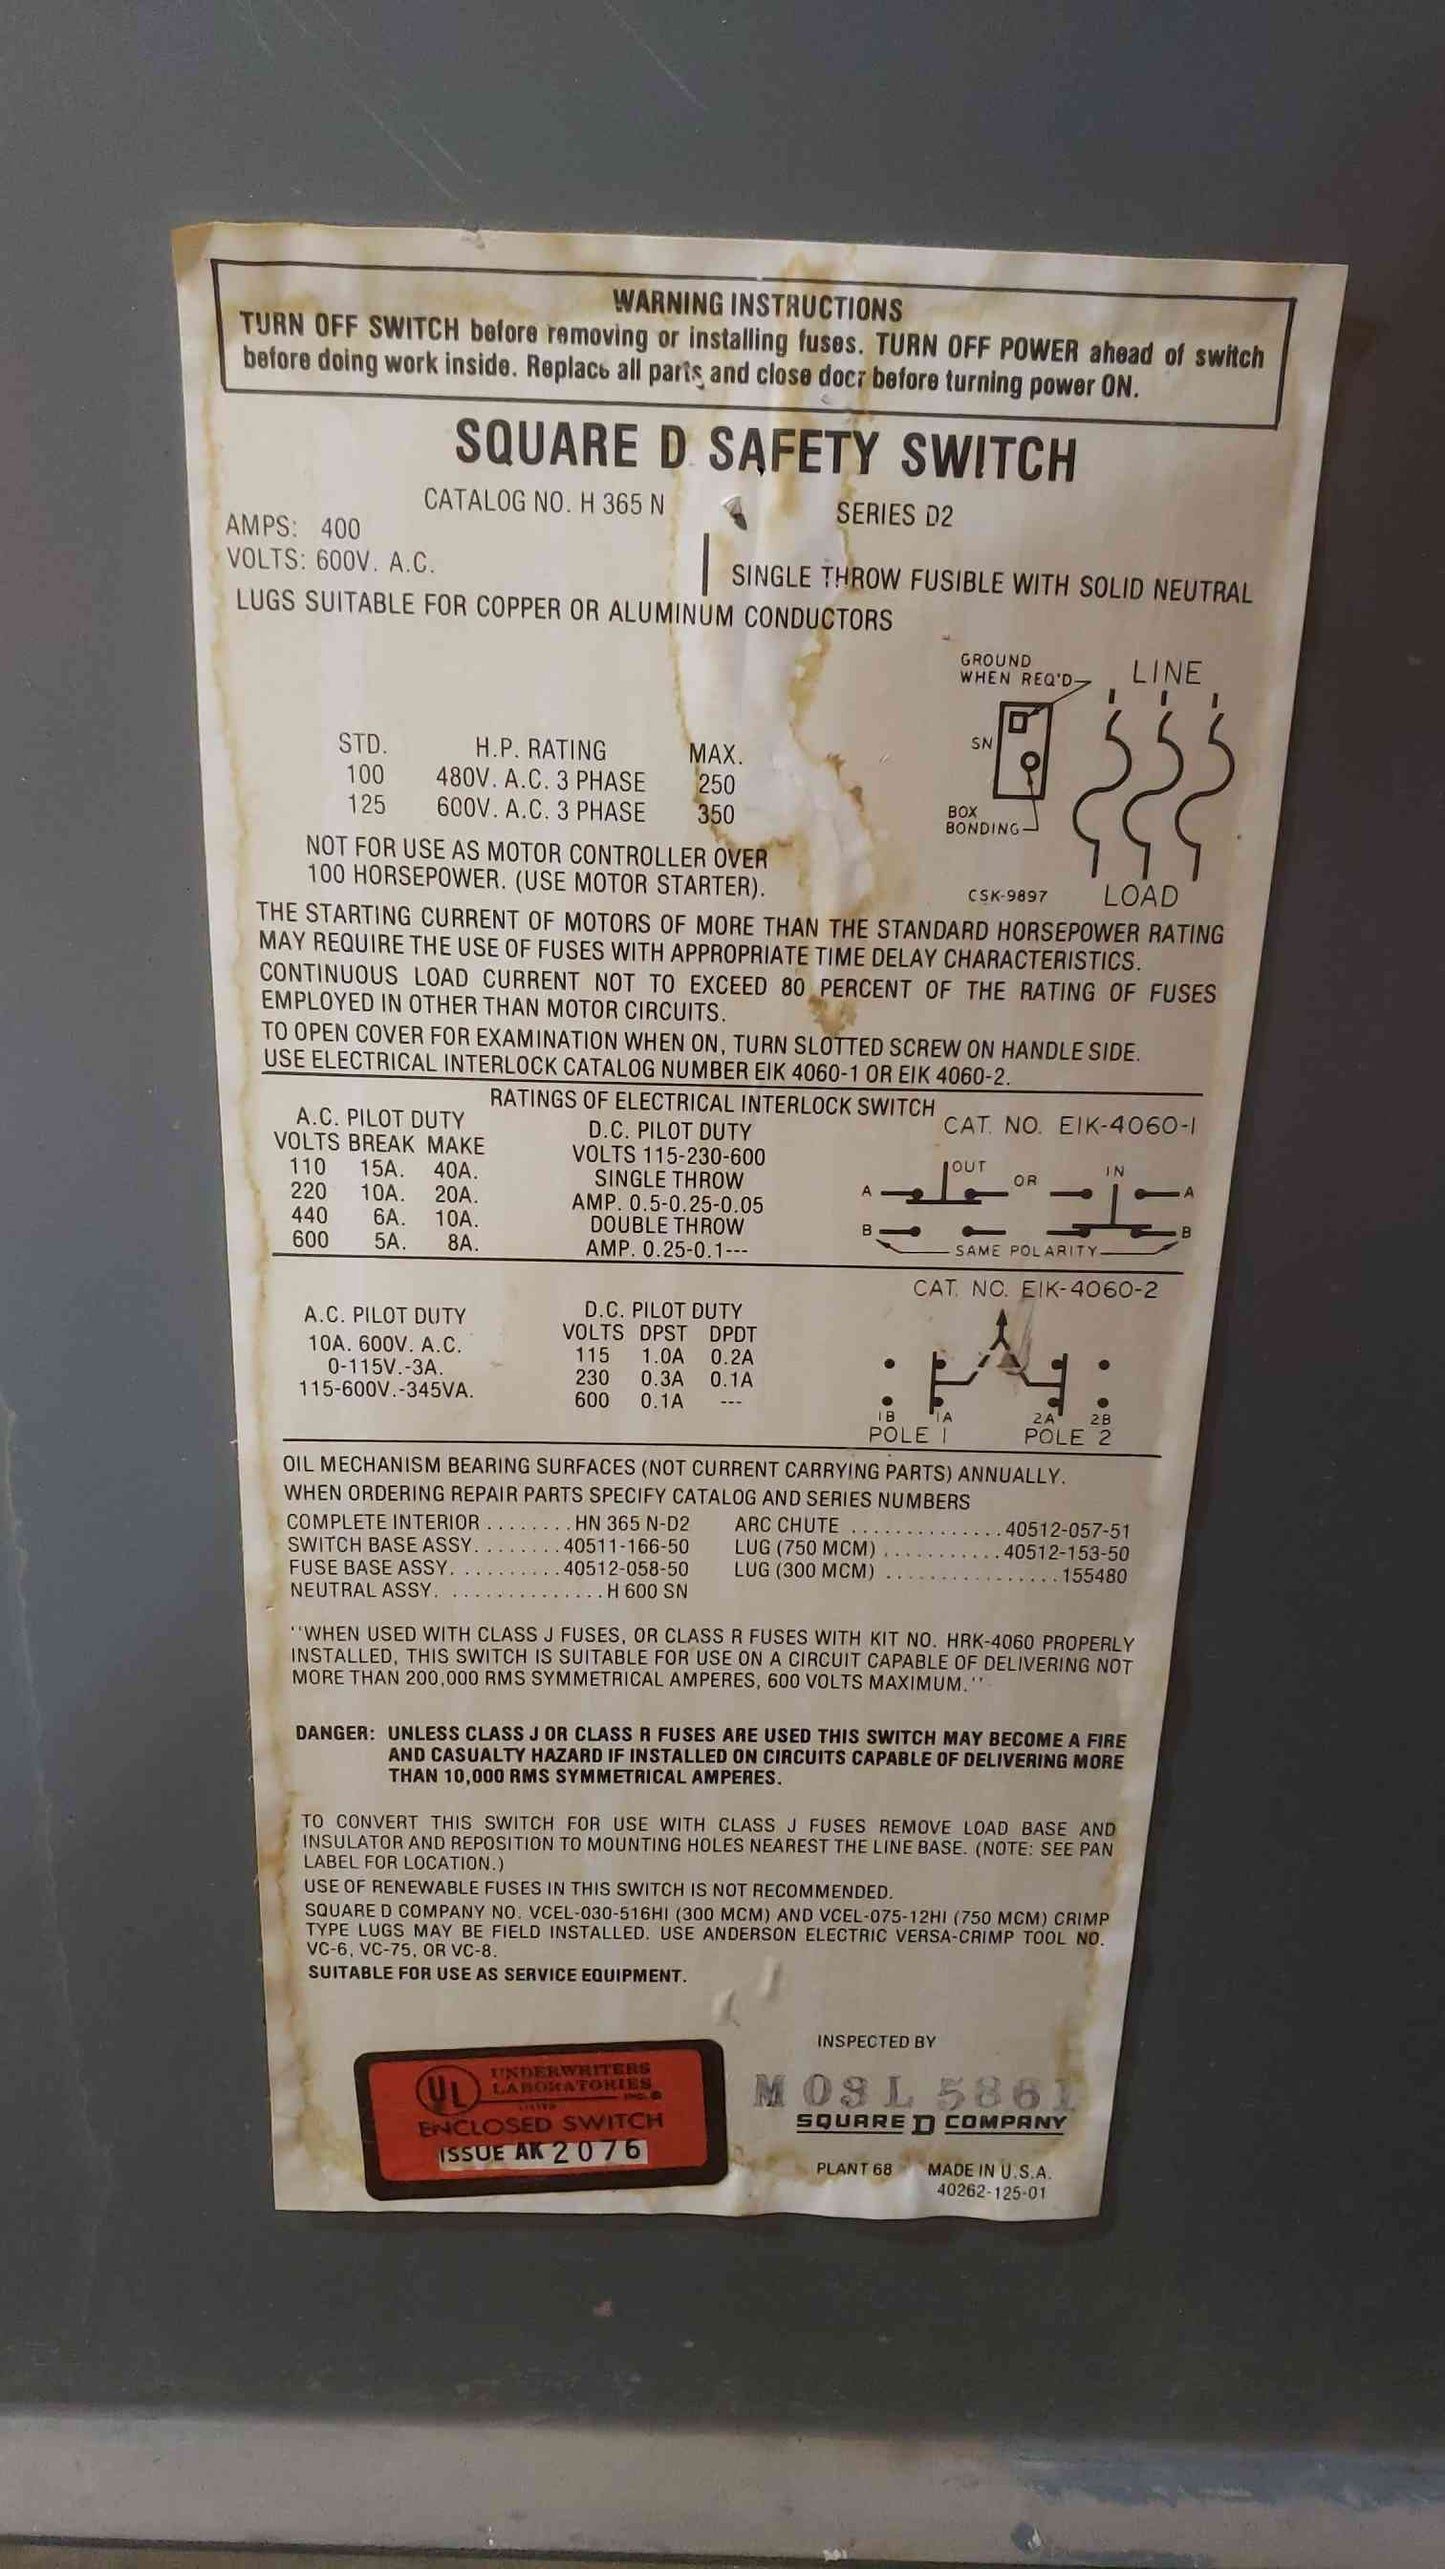 WARNING INSTRUCTIONS
TURN OFF SWITCH before removing or installing fuses. TURN OFF POWER ahead of switch
before doing work inside. Replace all parts and close door before turning power ON.
SQUARE D SAFETY SWITCH
CATALOG NO. H 365 N
SERIES D2
AMPS: 400
VOLTS: 600V. A.C.
SINGLE THROW FUSIBLE WITH SOLID NEUTRAL
LUGS SUITABLE FOR COPPER OR ALUMINUM CONDUCTORS
GROUND
WHEN REQ'D
LINE
SN
BOX
BONDING
CSK-9897
LOAD
STD. H.P. RATING MAX.
100 480V. A.C. 3 PHASE 250
125 600V. A.C. 3 PHASE 350
NOT FOR USE AS MOTOR CONTROLLER OVER
100 HORSEPOWER. (USE MOTOR STARTER).
THE STARTING CURRENT OF MOTORS OF MORE THAN THE STANDARD HORSEPOWER RATING
MAY REQUIRE THE USE OF FUSES WITH APPROPRIATE TIME DELAY CHARACTERISTICS.
CONTINUOUS LOAD CURRENT NOT TO EXCEED 80 PERCENT OF THE RATING OF FUSES
EMPLOYED IN OTHER THAN MOTOR CIRCUITS.
TO OPEN COVER FOR EXAMINATION WHEN ON, TURN SLOTTED SCREW ON HANDLE SIDE.
USE ELECTRICAL INTERLOCK CATALOG NUMBER EIK 4060-1 OR EIK 4060-2.
RATINGS OF ELECTRICAL INTERLOCK SWITCH
A.C. PILOT DUTY
VOLTS BREAK MAKE
110 15A. 40A.
220 10A. 20A.
440 6A. 10A.
600 5A. 8A.
D.C. PILOT DUTY
VOLTS 115-230-600
SINGLE THROW
AMP. 0.5-0.25-0.05
DOUBLE THROW
AMP. 0.25-0.1---
CAT. NO. EIK-4060-1
OUT OR IN
A A
B B
SAME POLARITY
A.C. PILOT DUTY
10A. 600V. A.C.
0-115V.-3A.
115-600V.-345VA.
D.C. PILOT DUTY
VOLTS DPST DPDT
115 1.0A 0.2A
230 0.3A 0.1A
600 0.1A ---
CAT. NO. EIK-4060-2
1B 1A 2A 2B
POLE 1 POLE 2
OIL MECHANISM BEARING SURFACES (NOT CURRENT CARRYING PARTS) ANNUALLY.
WHEN ORDERING REPAIR PARTS SPECIFY CATALOG AND SERIES NUMBERS
COMPLETE INTERIOR ........ HN 365 N-D2
SWITCH BASE ASSY. ....... 40511-166-50
FUSE BASE ASSY. ......... 40512-058-50
NEUTRAL ASSY. ............. H 600 SN
ARC CHUTE .............. 40512-057-51
LUG (750 MCM) ........... 40512-153-50
LUG (300 MCM) ................ 155480
"WHEN USED WITH CLASS J FUSES, OR CLASS R FUSES WITH KIT NO. HRK-4060 PROPERLY
INSTALLED, THIS SWITCH IS SUITABLE FOR USE ON A CIRCUIT CAPABLE OF DELIVERING NOT
MORE THAN 200,000 RMS SYMMETRICAL AMPERES, 600 VOLTS MAXIMUM."
DANGER: UNLESS CLASS J OR CLASS R FUSES ARE USED THIS SWITCH MAY BECOME A FIRE
AND CASUALTY HAZARD IF INSTALLED ON CIRCUITS CAPABLE OF DELIVERING MORE
THAN 10,000 RMS SYMMETRICAL AMPERES.
TO CONVERT THIS SWITCH FOR USE WITH CLASS J FUSES REMOVE LOAD BASE AND
INSULATOR AND REPOSITION TO MOUNTING HOLES NEAREST THE LINE BASE. (NOTE: SEE PAN
LABEL FOR LOCATION.)
USE OF RENEWABLE FUSES IN THIS SWITCH IS NOT RECOMMENDED.
SQUARE D COMPANY NO. VCEL-030-516HI (300 MCM) AND VCEL-075-12HI (750 MCM) CRIMP
TYPE LUGS MAY BE FIELD INSTALLED. USE ANDERSON ELECTRIC VERSA-CRIMP TOOL NO.
VC-6, VC-75, OR VC-8.
SUITABLE FOR USE AS SERVICE EQUIPMENT.
UL
UNDERWRITERS
LABORATORIES
INC. ®
LISTED
ENCLOSED SWITCH
ISSUE AK 2076
INSPECTED BY
5861
SQUARE D COMPANY
PLANT 68 MADE IN U.S.A.
40262-125-01